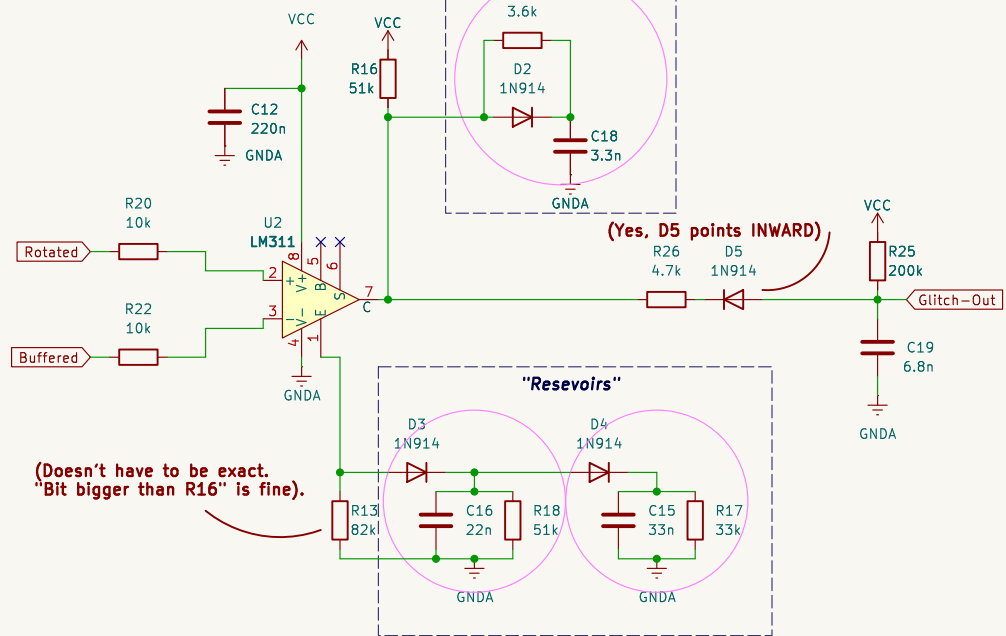 3.6k
VCC
VCC
R16
51k
D2
1N914
C12
220n
GNDA
C18
3.3n
GNDA
R20
10k
Rotated
U2
LM311
8
5
6
2
+
V+
B
S
7
C
3
-
V-
E
4
1
GNDA
R22
10k
Buffered
(Yes, D5 points INWARD)
R26
4.7k
D5
1N914
VCC
R25
200k
Glitch-Out
C19
6.8n
GNDA
"Resevoirs"
D3
1N914
D4
1N914
(Doesn't have to be exact.
"Bit bigger than R16" is fine).
R13
82k
C16
22n
R18
51k
C15
33n
R17
33k
GNDA
GNDA